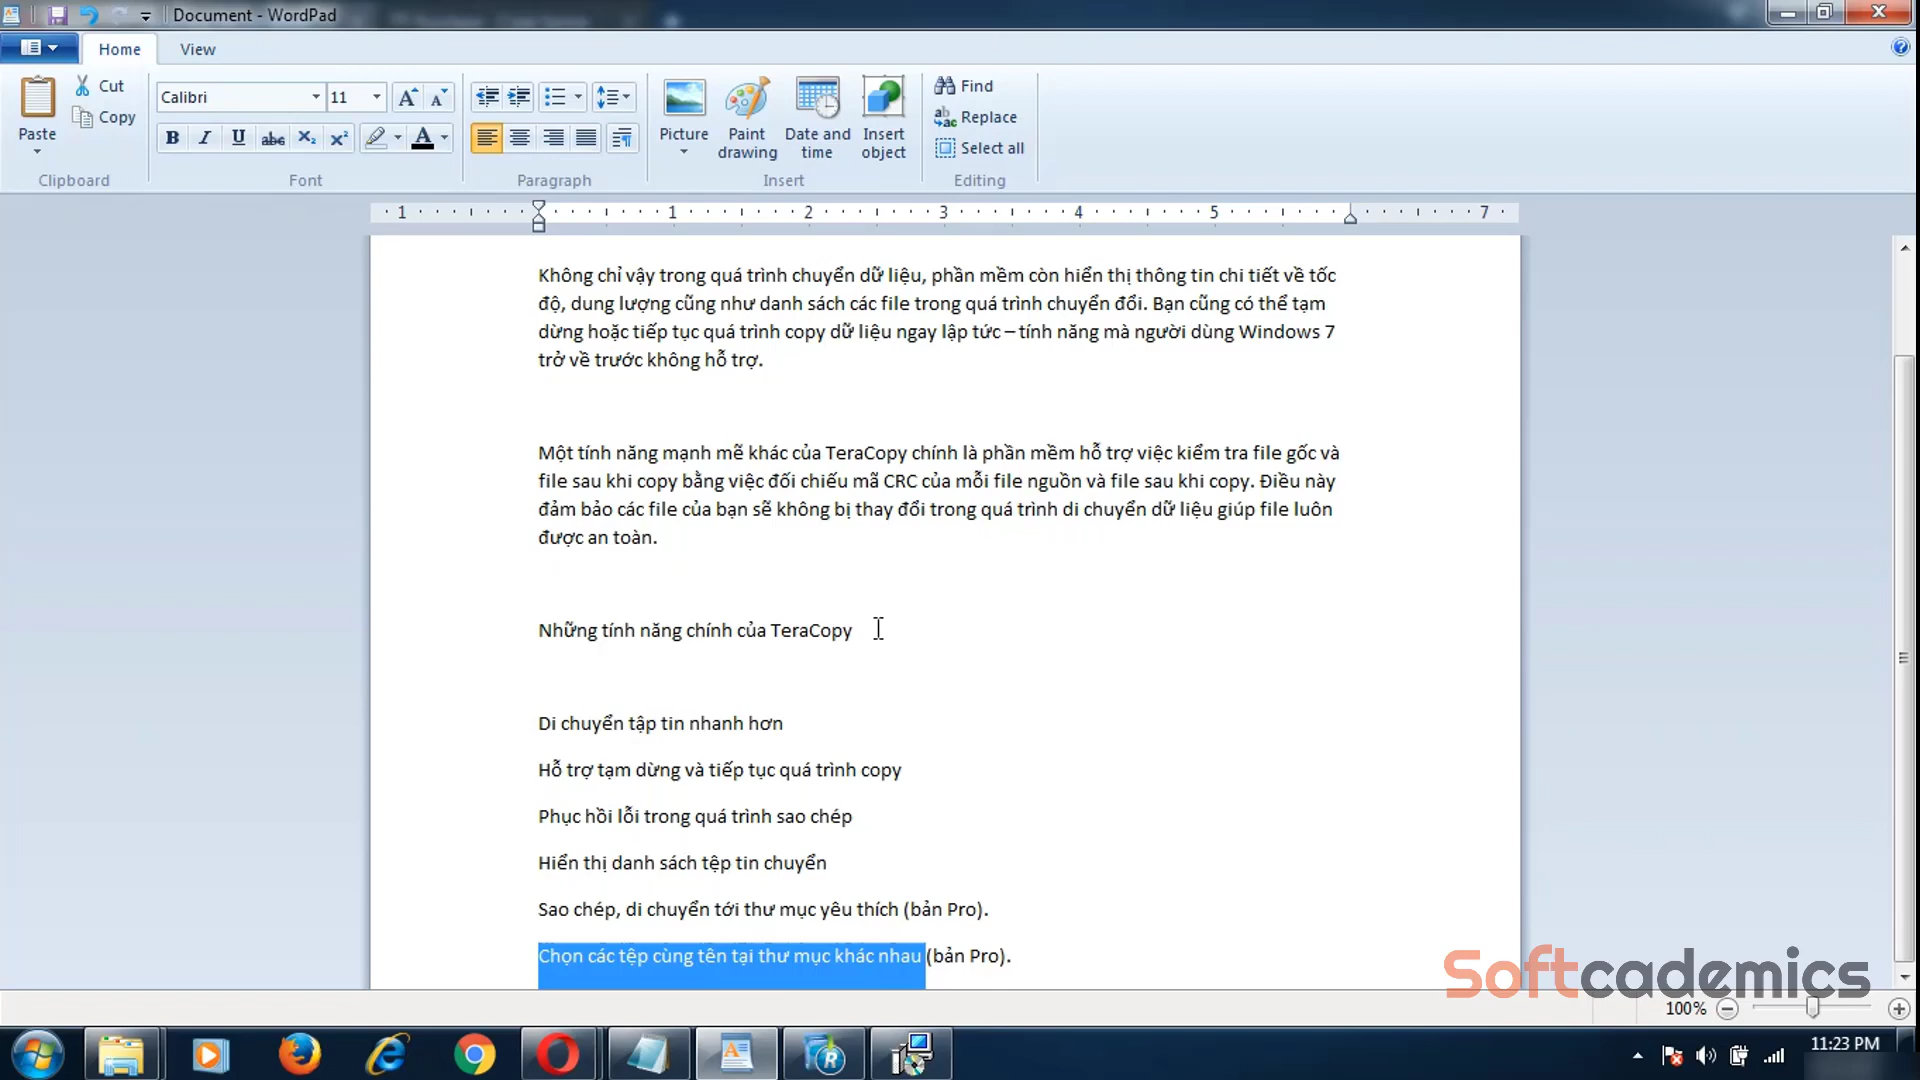 Document - WordPad
Home
View
Paste
Cut
Copy
Clipboard
Calibri
11
B I U abc X₂ X² A
Font
Paragraph
Picture
Paint drawing
Date and time
Insert object
Insert
Find
Replace
Select all
Editing
1 1 2 3 4 5 7
Không chỉ vậy trong quá trình chuyển dữ liệu, phần mềm còn hiển thị thông tin chi tiết về tốc
độ, dung lượng cũng như danh sách các file trong quá trình chuyển đổi. Bạn cũng có thể tạm
dừng hoặc tiếp tục quá trình copy dữ liệu ngay lập tức – tính năng mà người dùng Windows 7
trở về trước không hỗ trợ.
Một tính năng mạnh mẽ khác của TeraCopy chính là phần mềm hỗ trợ việc kiểm tra file gốc và
file sau khi copy bằng việc đối chiếu mã CRC của mỗi file nguồn và file sau khi copy. Điều này
đảm bảo các file của bạn sẽ không bị thay đổi trong quá trình di chuyển dữ liệu giúp file luôn
được an toàn.
Những tính năng chính của TeraCopy
Di chuyển tập tin nhanh hơn
Hỗ trợ tạm dừng và tiếp tục quá trình copy
Phục hồi lỗi trong quá trình sao chép
Hiển thị danh sách tệp tin chuyển
Sao chép, di chuyển tới thư mục yêu thích (bản Pro).
Chọn các tệp cùng tên tại thư mục khác nhau (bản Pro).
Softcademics
100%
11:23 PM